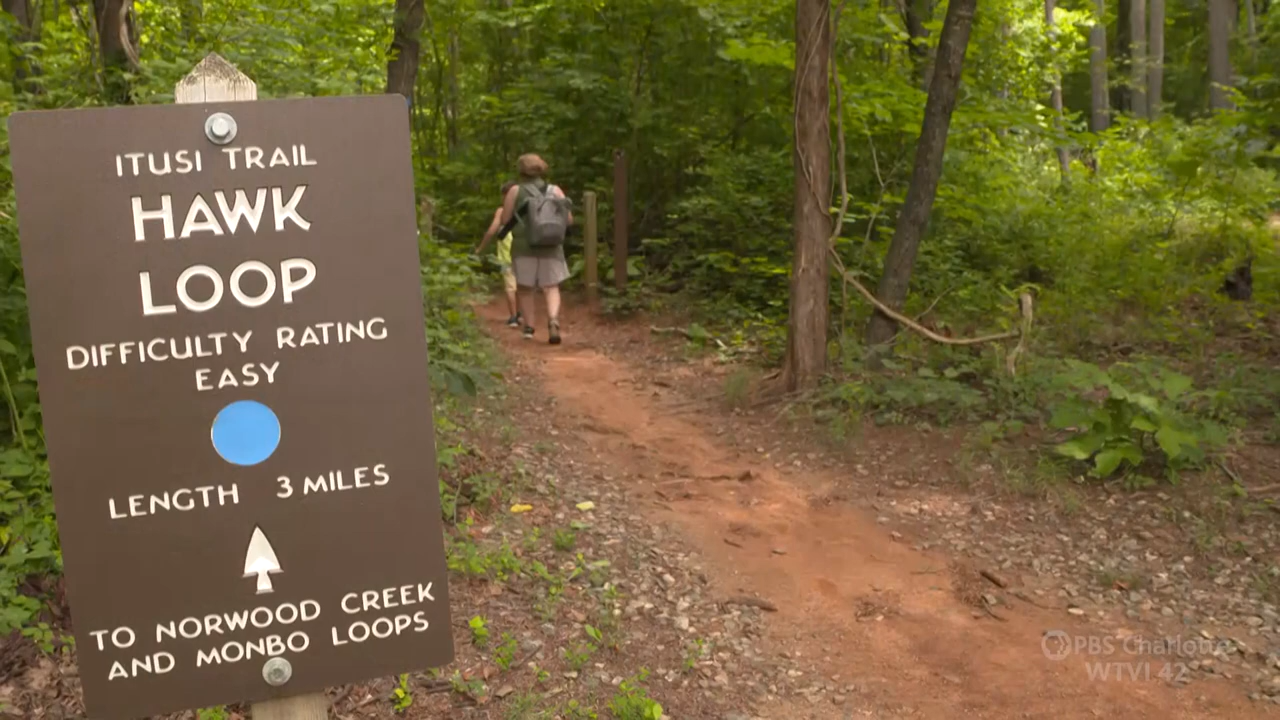 ITUSI TRAIL
HAWK
LOOP
DIFFICULTY RATING
EASY
LENGTH 3 MILES
TO NORWOOD CREEK
AND MONBO LOOPS
PBS Charlotte
WTVI 42